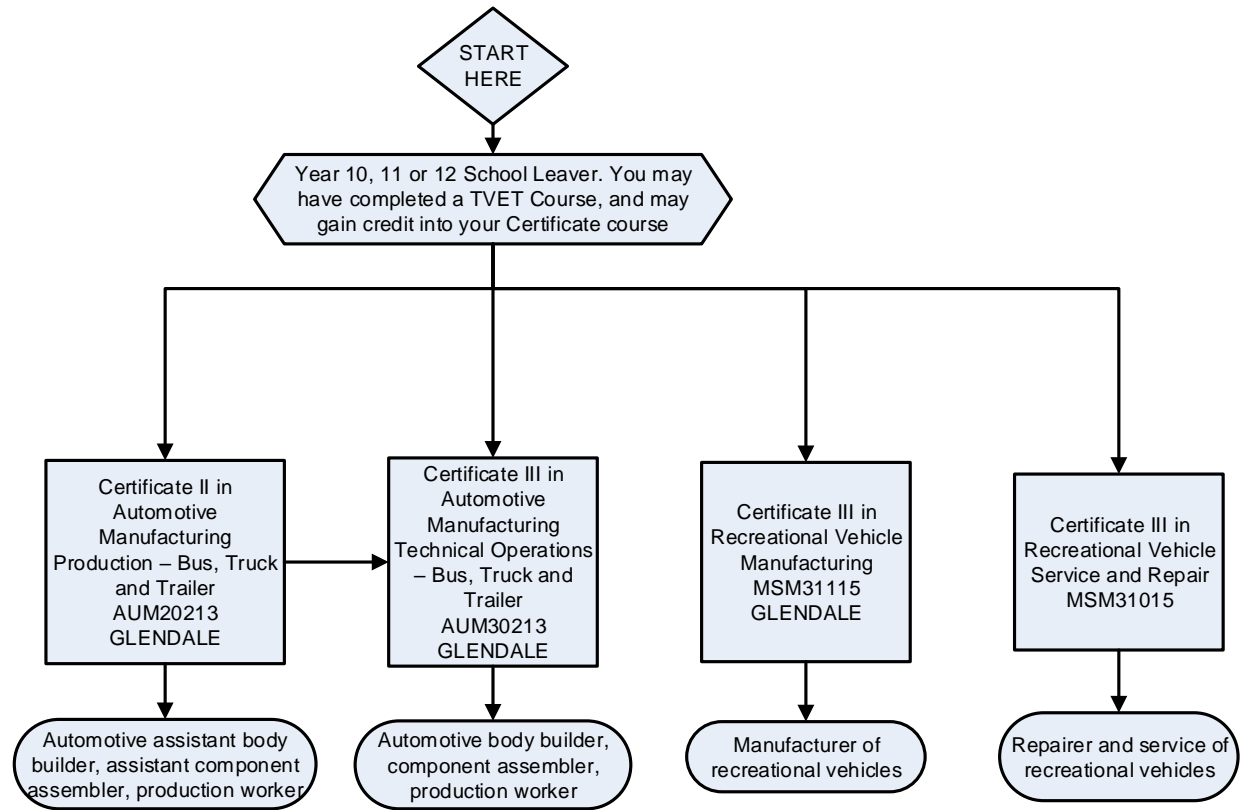 START
HERE
Year 10, 11 or 12 School Leaver. You may
have completed a TVET Course, and may
gain credit into your Certificate course
Certificate II in
Automotive
Manufacturing
Production – Bus, Truck
and Trailer
AUM20213
GLENDALE
Certificate III in
Automotive
Manufacturing
Technical Operations
– Bus, Truck and
Trailer
AUM30213
GLENDALE
Certificate III in
Recreational Vehicle
Manufacturing
MSM31115
GLENDALE
Certificate III in
Recreational Vehicle
Service and Repair
MSM31015
Automotive assistant body
builder, assistant component
assembler, production worker
Automotive body builder,
component assembler,
production worker
Manufacturer of
recreational vehicles
Repairer and service of
recreational vehicles